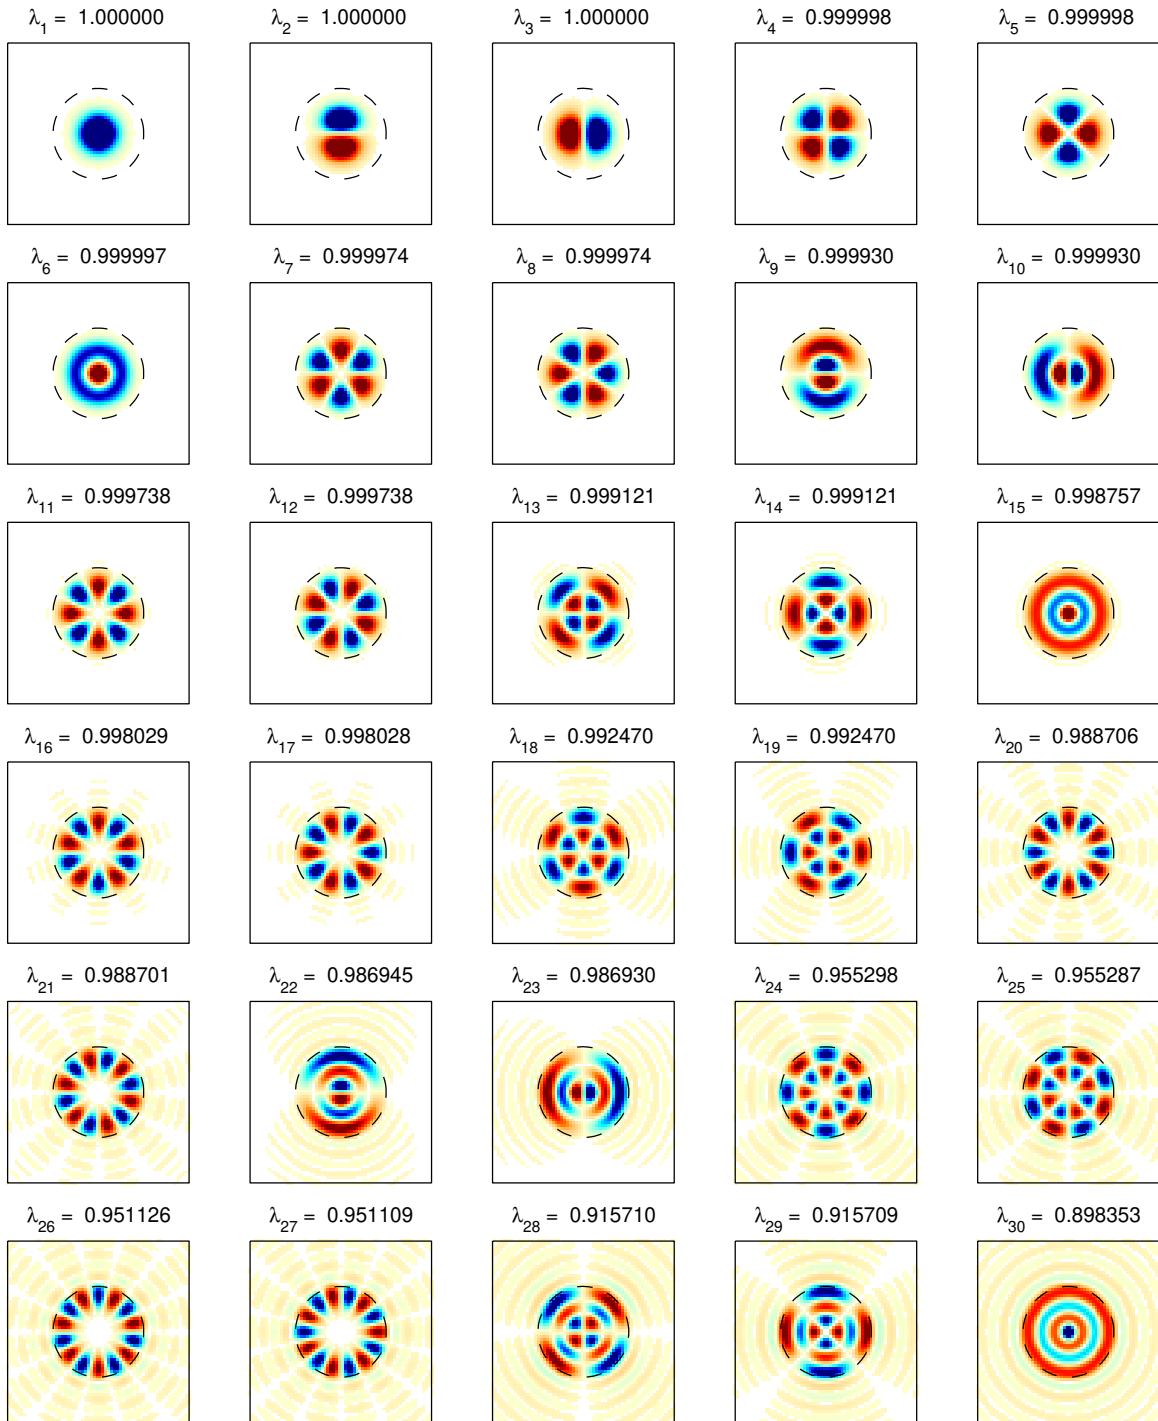 λ1 = 1.000000
λ2 = 1.000000
λ3 = 1.000000
λ4 = 0.999998
λ5 = 0.999998
λ6 = 0.999997
λ7 = 0.999974
λ8 = 0.999974
λ9 = 0.999930
λ10 = 0.999930
λ11 = 0.999738
λ12 = 0.999738
λ13 = 0.999121
λ14 = 0.999121
λ15 = 0.998757
λ16 = 0.998029
λ17 = 0.998028
λ18 = 0.992470
λ19 = 0.992470
λ20 = 0.988706
λ21 = 0.988701
λ22 = 0.986945
λ23 = 0.986930
λ24 = 0.955298
λ25 = 0.955287
λ26 = 0.951126
λ27 = 0.951109
λ28 = 0.915710
λ29 = 0.915709
λ30 = 0.898353